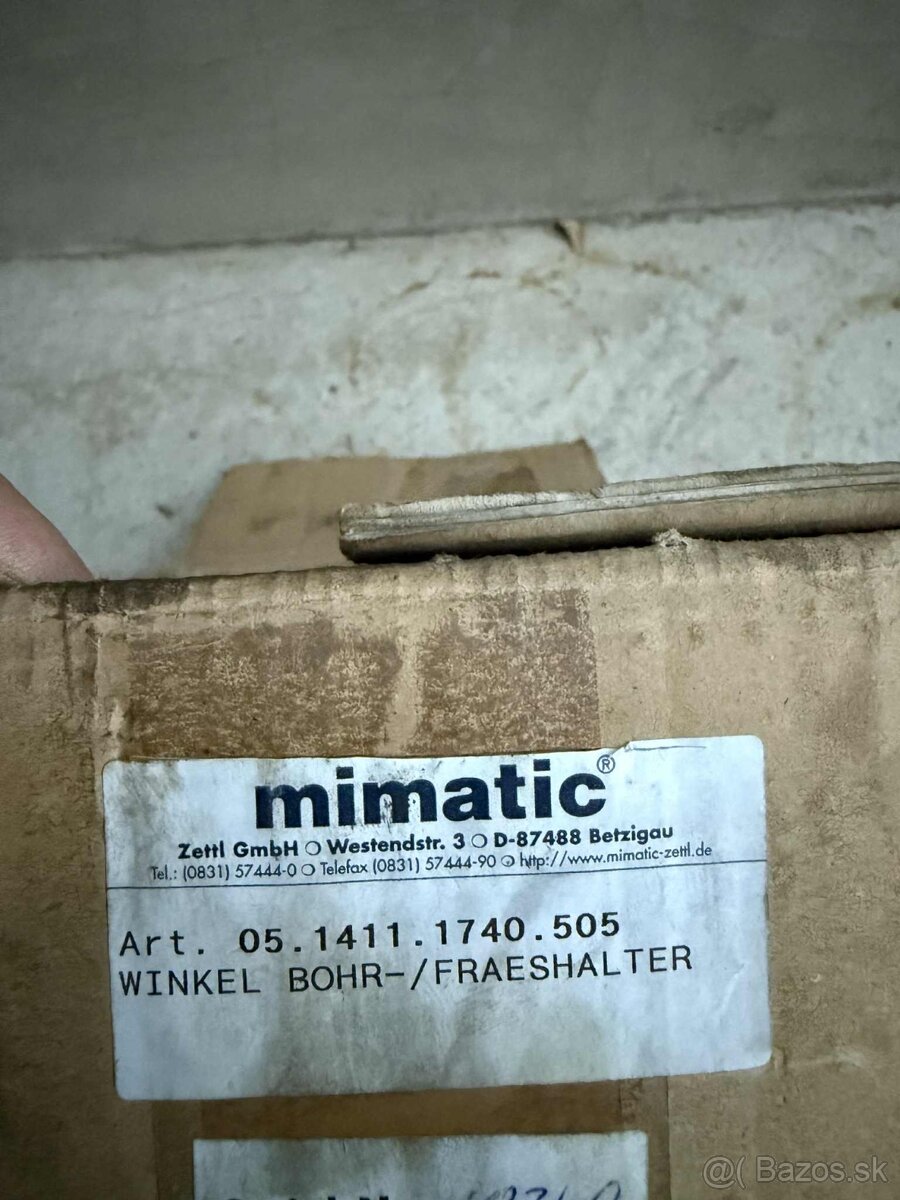 mimatic®
Zettl GmbH ○ Westendstr. 3 ○ D-87488 Betzigau
Tel.: (0831) 57444-0 ○ Telefax (0831) 57444-90 ○ http://www.mimatic-zettl.de
Art. 05.1411.1740.505
WINKEL BOHR-/FRAESHALTER
@( Bazos.sk